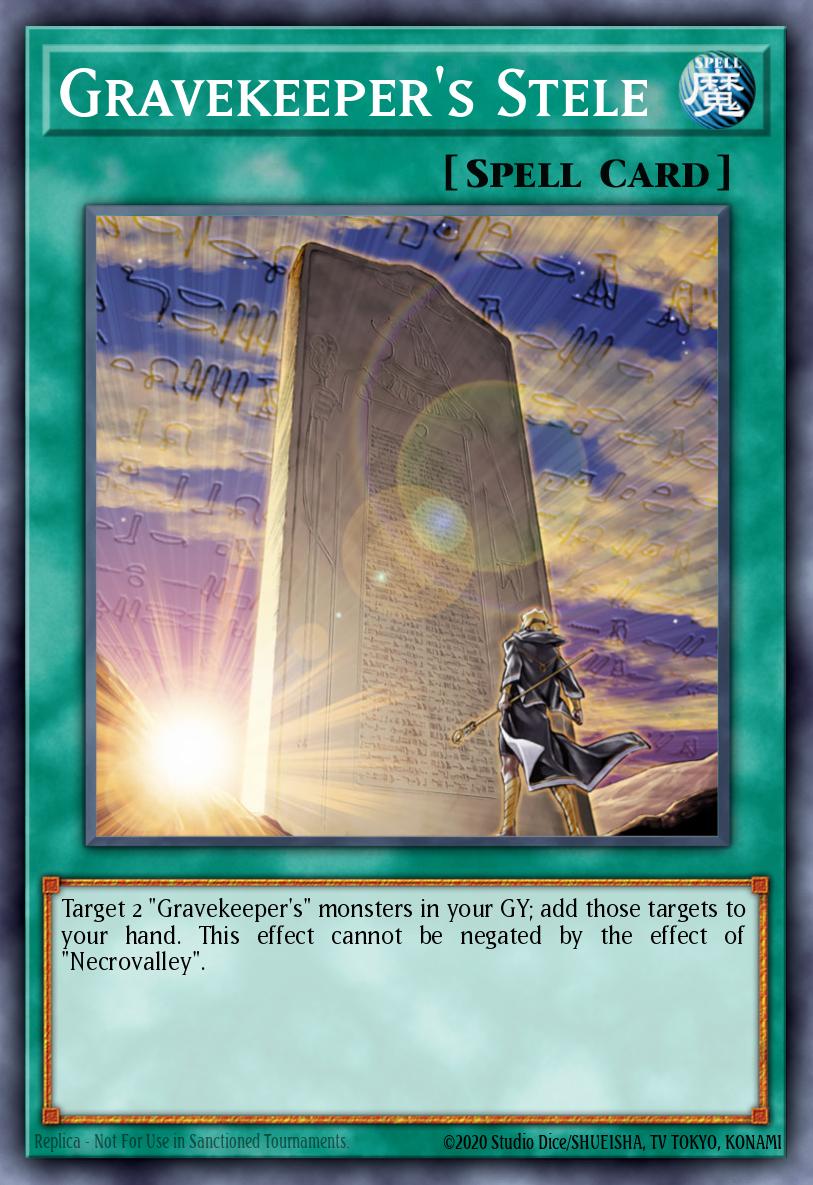 Gravekeeper's Stele
SPELL
魔
[Spell Card]
Target 2 "Gravekeeper's" monsters in your GY; add those targets to
your hand. This effect cannot be negated by the effect of
"Necrovalley".
Replica - Not For Use in Sanctioned Tournaments.
©2020 Studio Dice/SHUEISHA, TV TOKYO, KONAMI